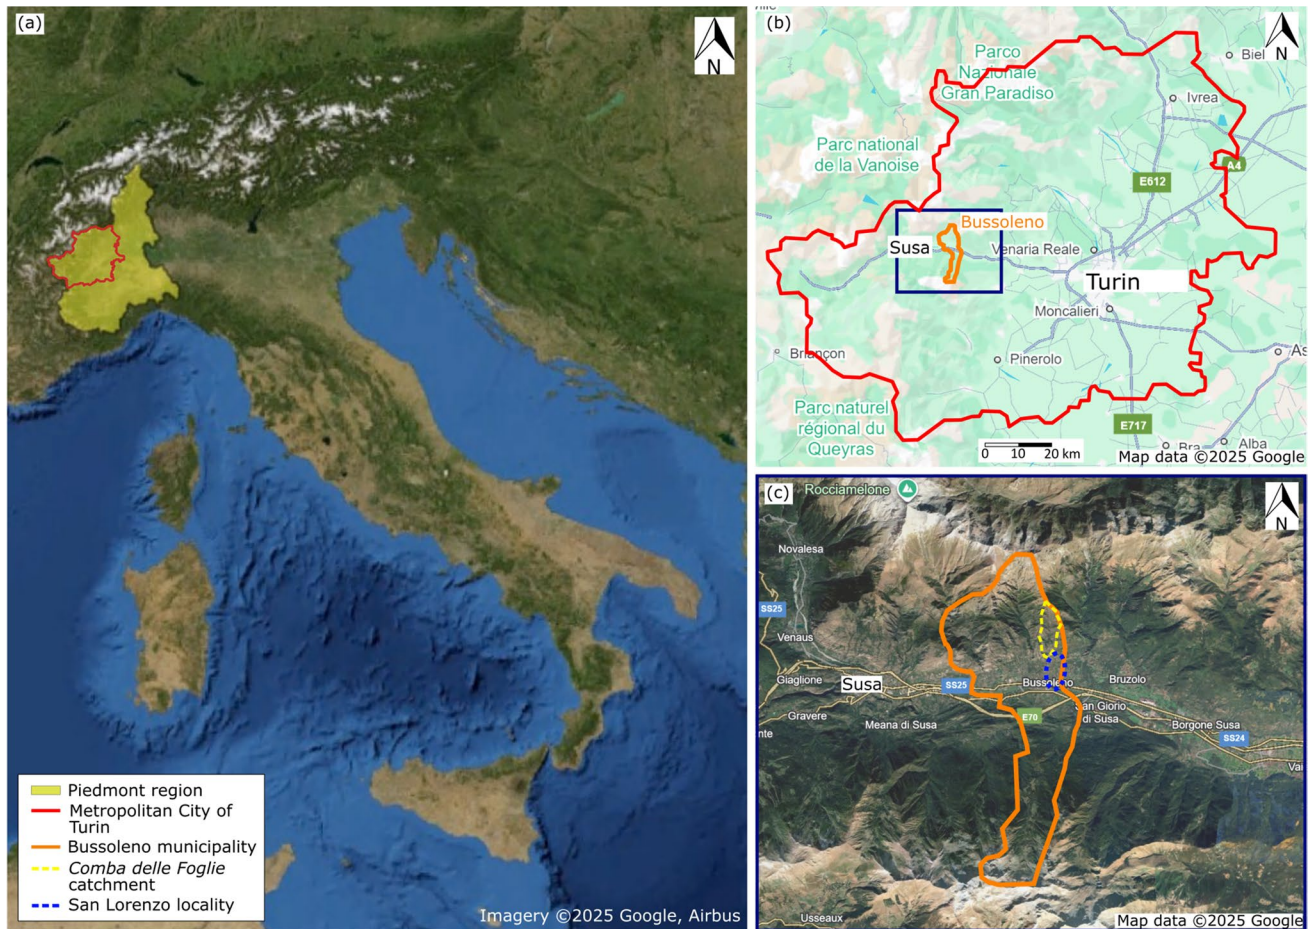 (a)
N
Piedmont region
Metropolitan City of
Turin
Bussoleno municipality
Comba delle Foglie
catchment
San Lorenzo locality
Imagery ©2025 Google, Airbus
(b)
N
Parco
Nazionale
Gran Paradiso
Biel
Ivrea
Parc national
de la Vanoise
A4
E612
Bussoleno
Susa
Venaria Reale
Turin
Moncalieri
Briançon
Pinerolo
As
Parc naturel
régional du
Queyras
E717
Bra
Alba
0 10 20 km
Map data ©2025 Google
(c)
Rocciamelone
N
Novalesa
SS25
Venaus
Giaglione
Susa
SS25
Bussoleno
Bruzolo
Gravere
Meana di Susa
E70
San Giorio
di Susa
Borgone Susa
SS24
nte
Vai
Usseaux
Map data ©2025 Google